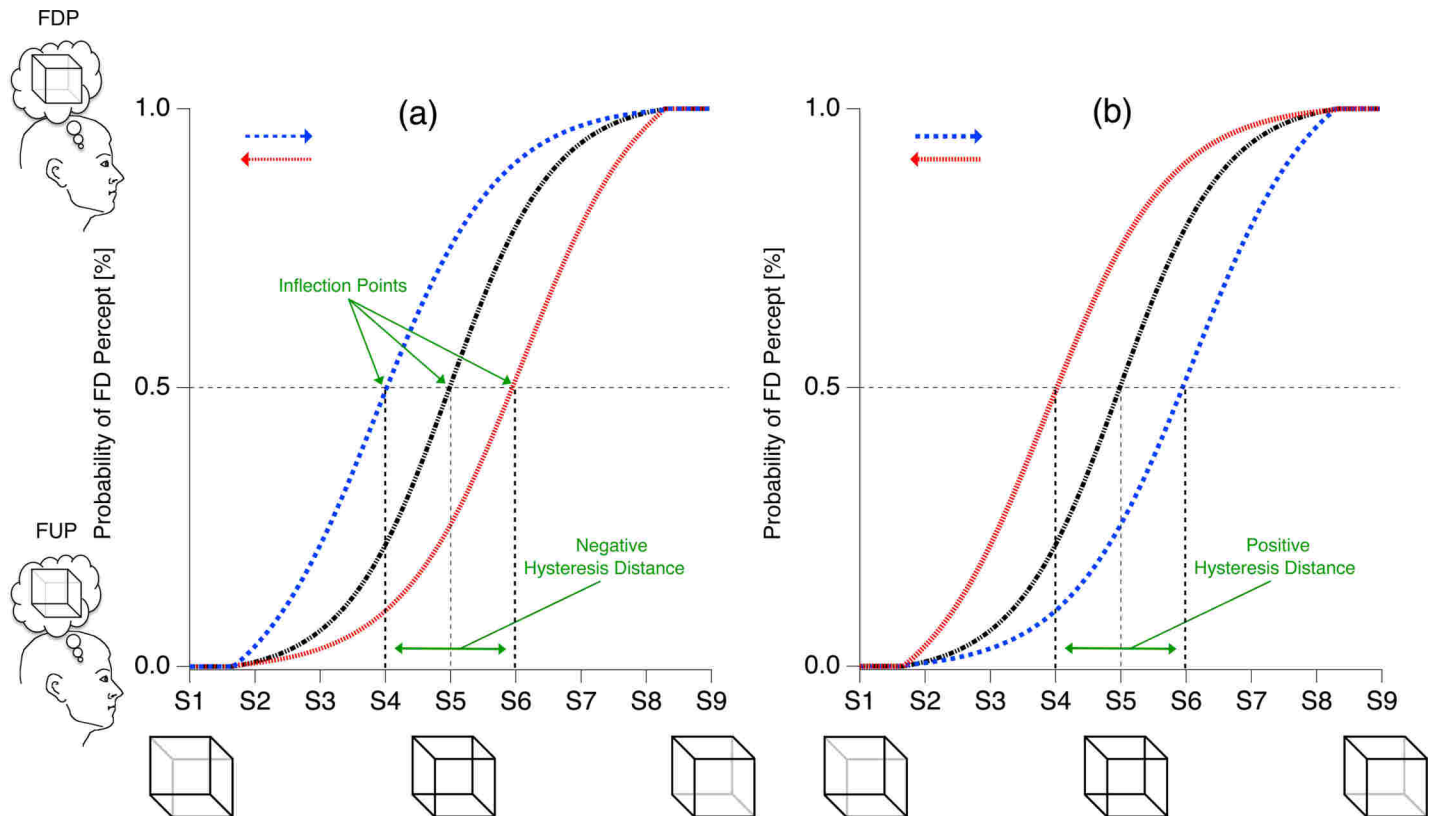 FDP
FUP
(a)
Probability of FD Percept [%]
1.0
0.5
0.0
Inflection Points
Negative
Hysteresis Distance
S1 S2 S3 S4 S5 S6 S7 S8 S9
(b)
Probability of FD Percept [%]
1.0
0.5
0.0
Positive
Hysteresis Distance
S1 S2 S3 S4 S5 S6 S7 S8 S9